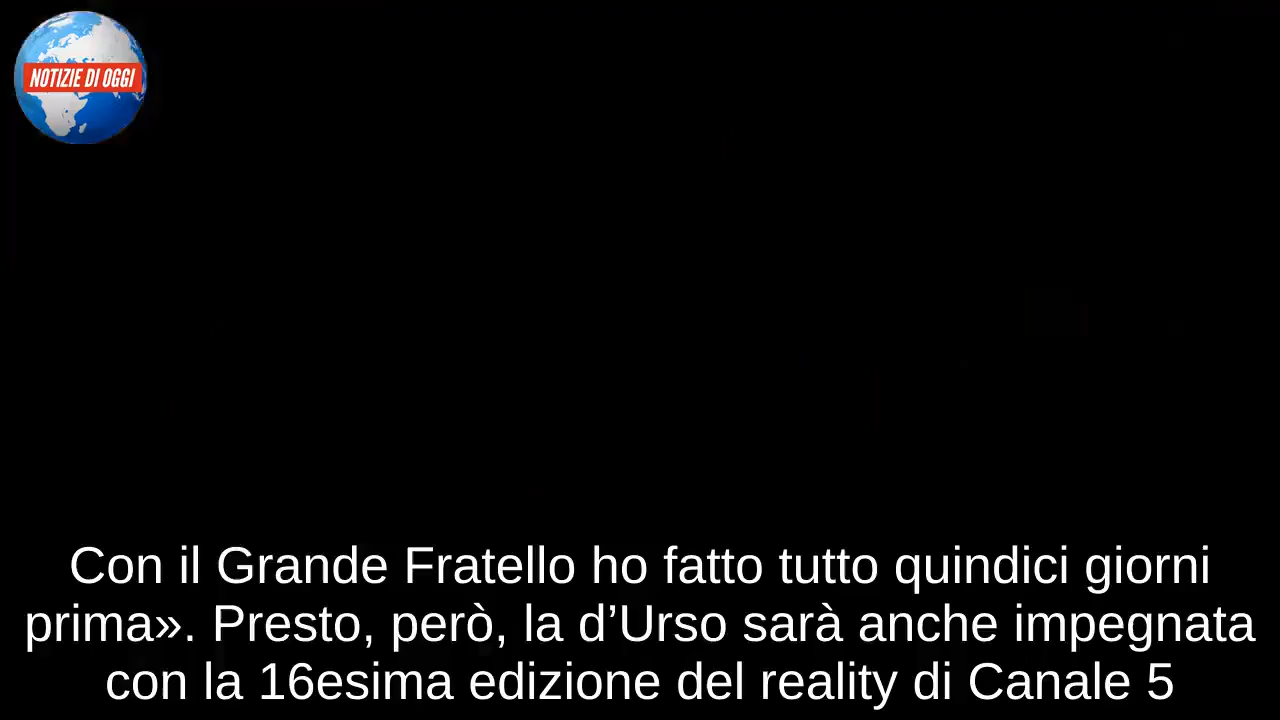 NOTIZIE DI OGGI
Con il Grande Fratello ho fatto tutto quindici giorni
prima». Presto, però, la d’Urso sarà anche impegnata
con la 16esima edizione del reality di Canale 5